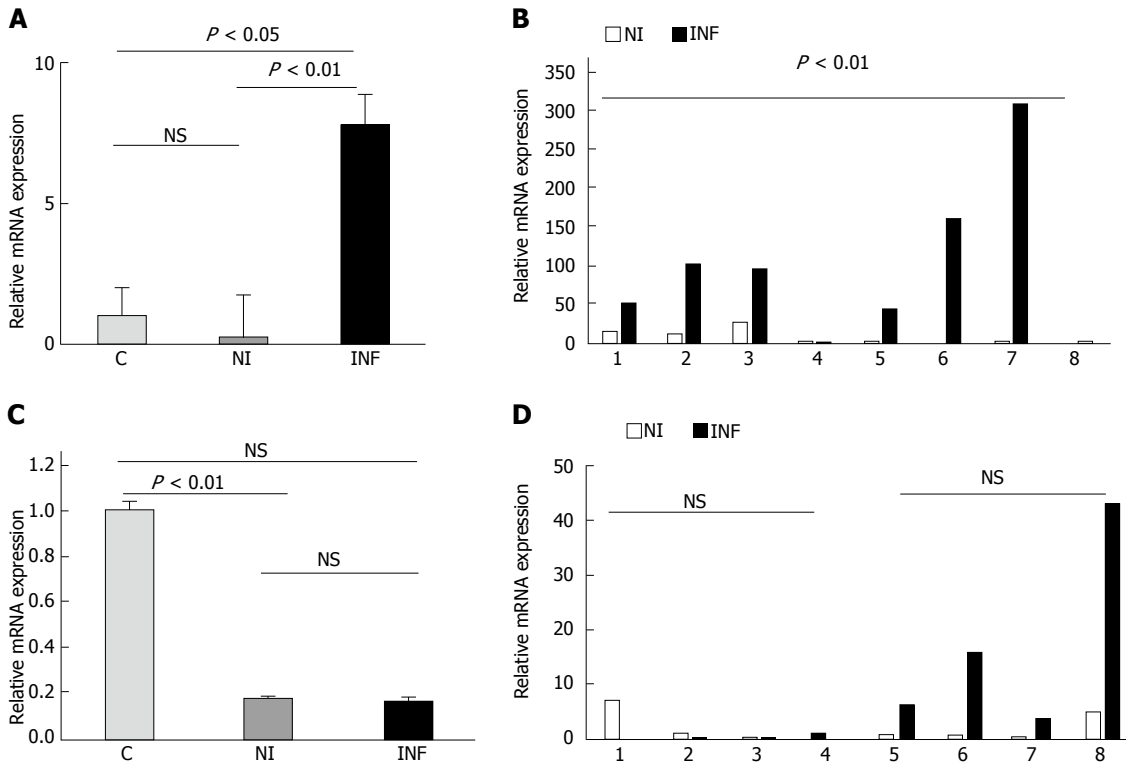 A
P < 0.05
P < 0.01
NS
Relative mRNA expression
10
5
0
C NI INF
B
NI INF
P < 0.01
Relative mRNA expression
350
300
250
200
150
100
50
0
1 2 3 4 5 6 7 8
C
NS
P < 0.01
NS
Relative mRNA expression
1.2
1.0
0.8
0.6
0.4
0.2
0.0
C NI INF
D
NI INF
NS
NS
Relative mRNA expression
50
40
30
20
10
0
1 2 3 4 5 6 7 8